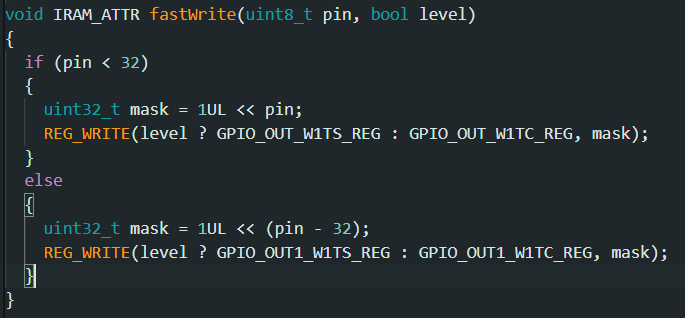 void IRAM_ATTR fastWrite(uint8_t pin, bool level)
{
  if (pin < 32)
  {
    uint32_t mask = 1UL << pin;
    REG_WRITE(level ? GPIO_OUT_W1TS_REG : GPIO_OUT_W1TC_REG, mask);
  }
  else
  {
    uint32_t mask = 1UL << (pin - 32);
    REG_WRITE(level ? GPIO_OUT1_W1TS_REG : GPIO_OUT1_W1TC_REG, mask);
  }
}